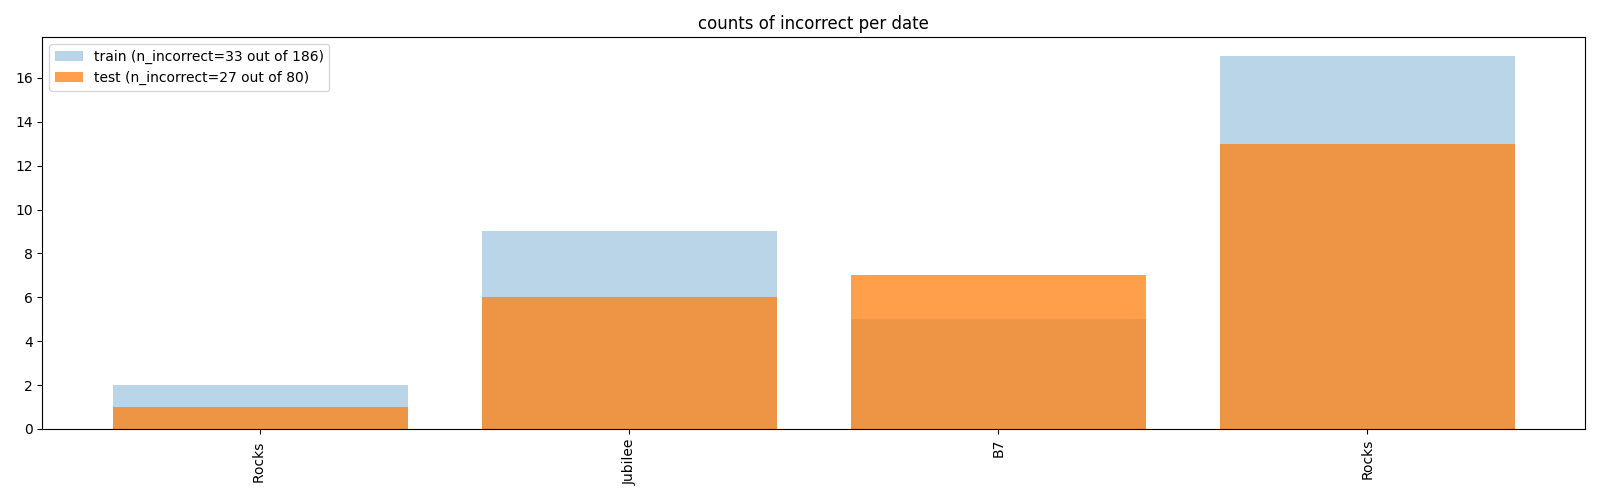 counts of incorrect per date
train (n_incorrect=33 out of 186)
test (n_incorrect=27 out of 80)
16
14
12
10
8
6
4
2
0
Rocks
Jubilee
B7
Rocks